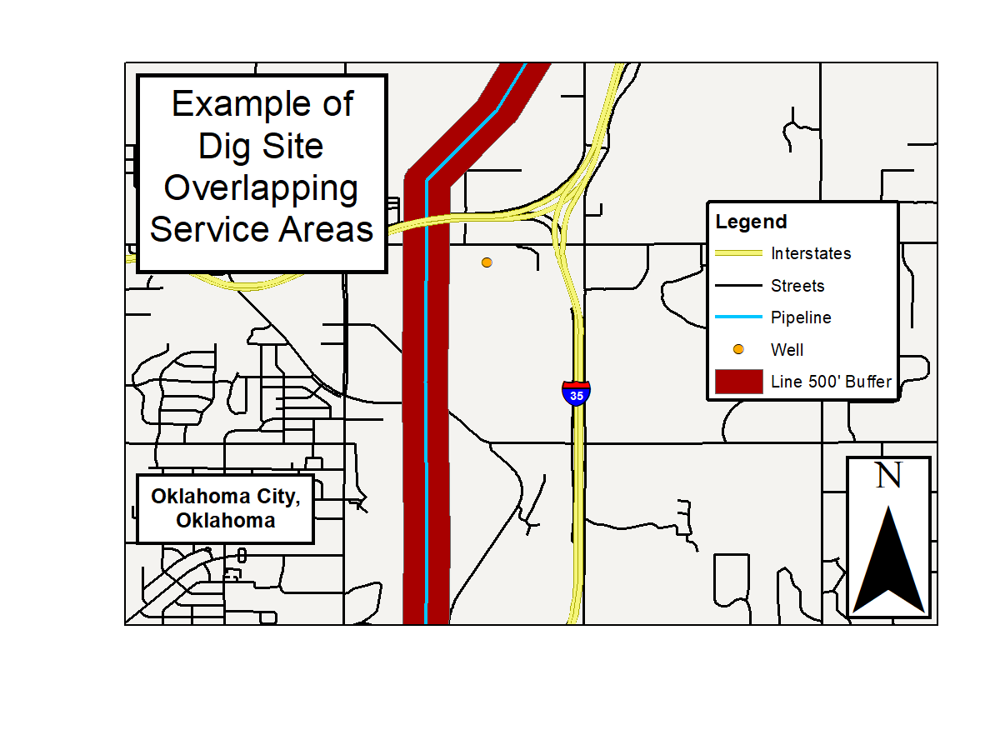 Example of
Dig Site
Overlapping
Service Areas
Legend
Interstates
Streets
Pipeline
Well
Line 500' Buffer
35
N
Oklahoma City,
Oklahoma